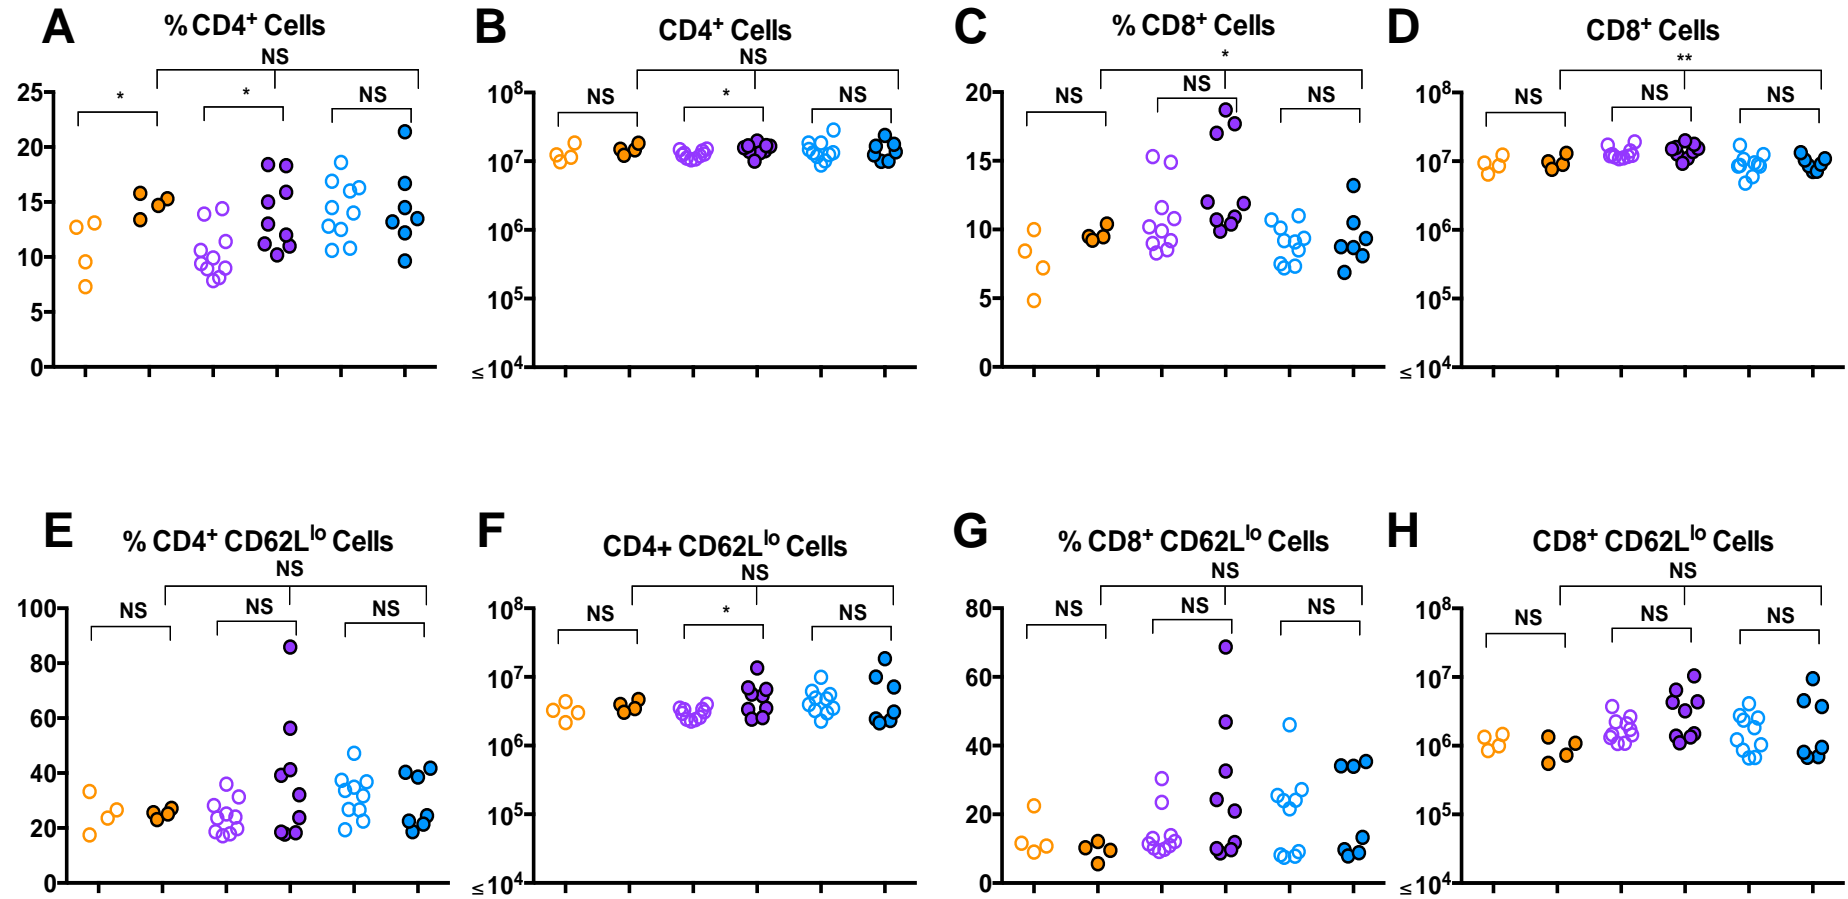 A
% CD4+ Cells
NS
*
*
NS
25
20
15
10
5
0
B
CD4+ Cells
NS
NS
*
NS
10^8
10^7
10^6
10^5
≤ 10^4
C
% CD8+ Cells
*
NS
NS
NS
20
15
10
5
0
D
CD8+ Cells
**
NS
NS
NS
10^8
10^7
10^6
10^5
≤ 10^4
E
% CD4+ CD62Llo Cells
NS
NS
NS
NS
100
80
60
40
20
0
F
CD4+ CD62Llo Cells
NS
NS
*
NS
10^8
10^7
10^6
10^5
≤ 10^4
G
% CD8+ CD62Llo Cells
NS
NS
NS
NS
80
60
40
20
0
H
CD8+ CD62Llo Cells
NS
NS
NS
NS
10^8
10^7
10^6
10^5
≤ 10^4